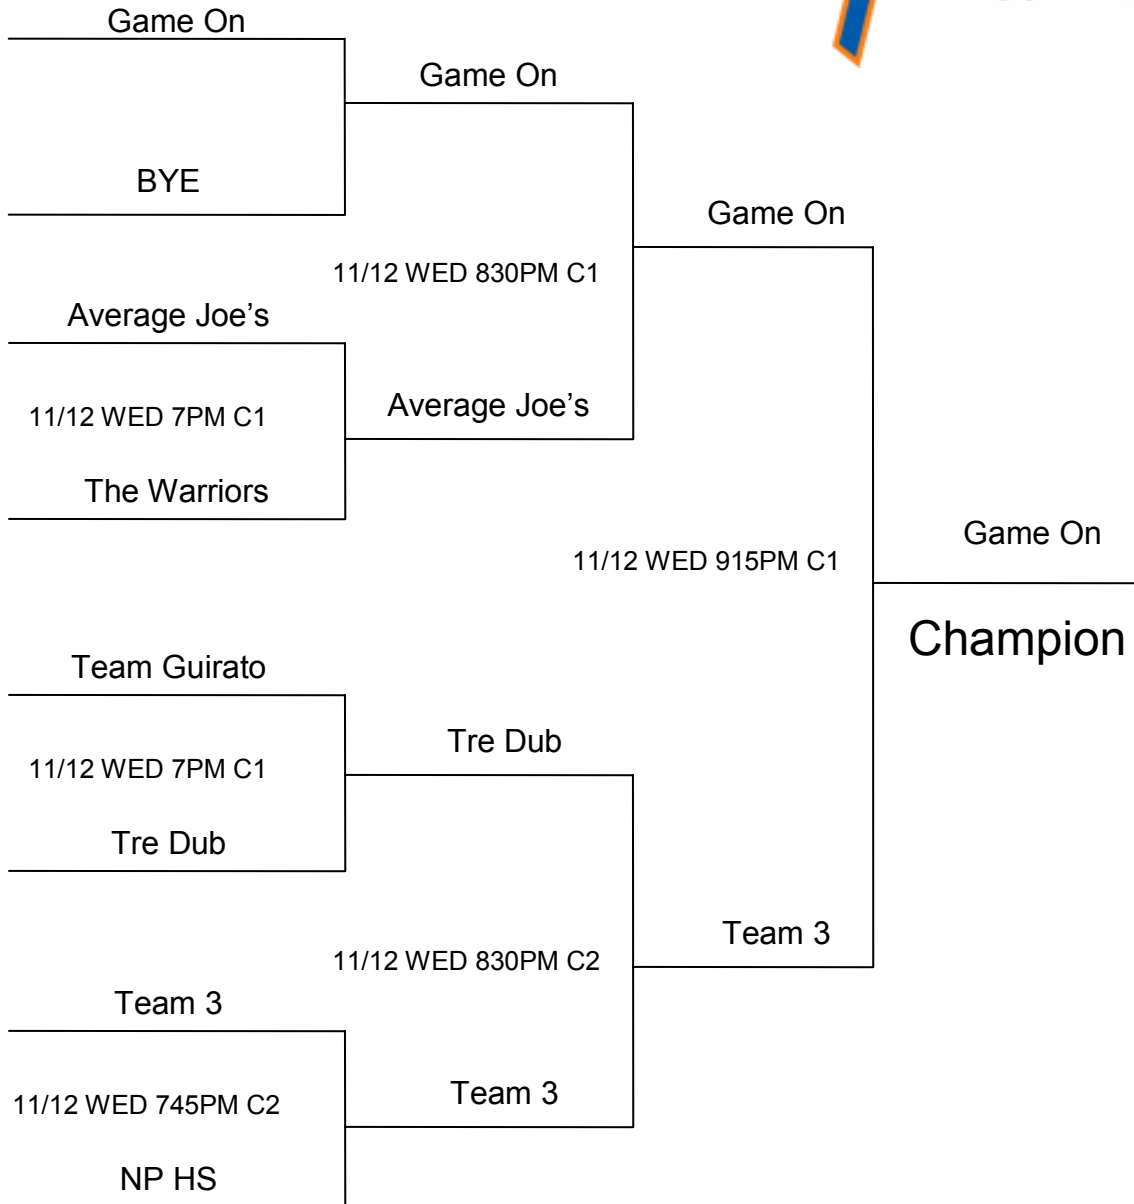 Game On
Game On
BYE
Game On
11/12 WED 830PM C1
Average Joe’s
Average Joe’s
11/12 WED 7PM C1
The Warriors
Game On
11/12 WED 915PM C1
Champion
Team Guirato
Tre Dub
11/12 WED 7PM C1
Tre Dub
Team 3
11/12 WED 830PM C2
Team 3
Team 3
11/12 WED 745PM C2
NP HS